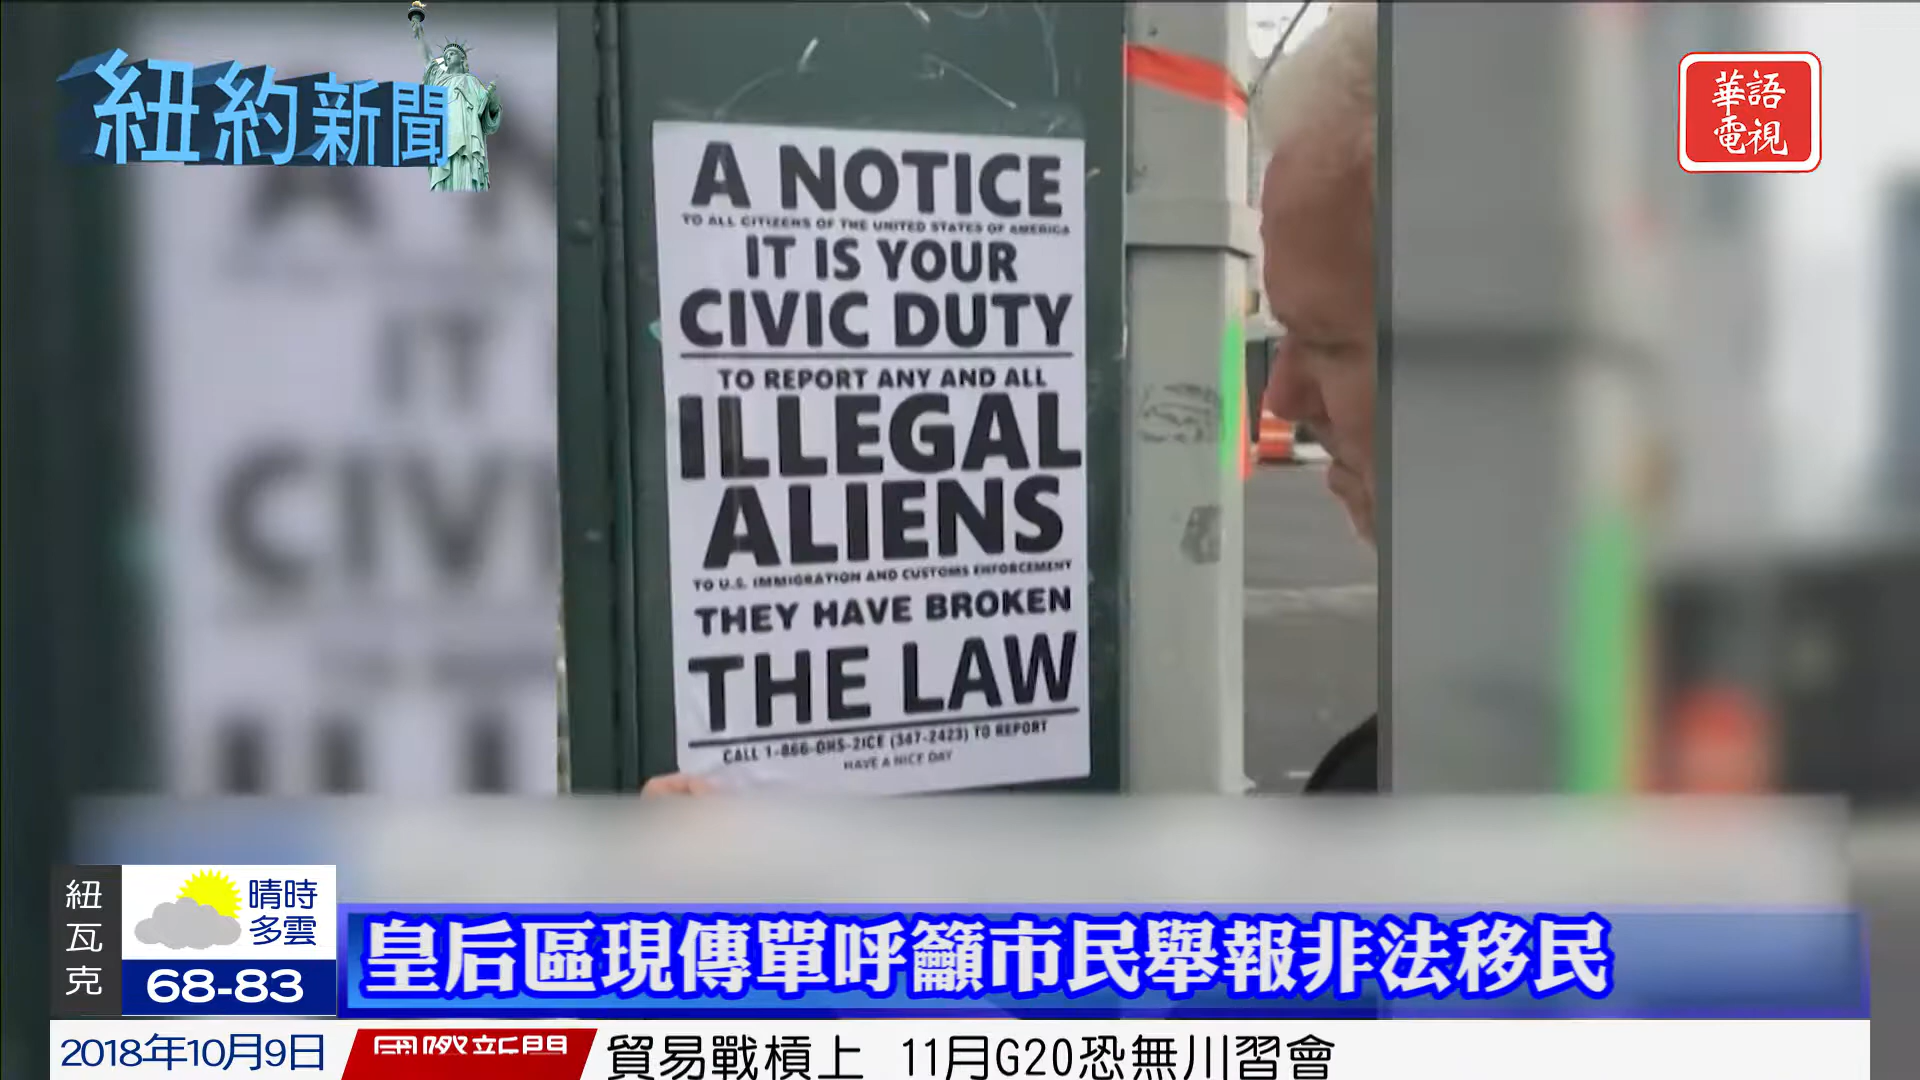 紐約新聞
華語
電視
A NOTICE
TO ALL CITIZENS OF THE UNITED STATES OF AMERICA
IT IS YOUR
CIVIC DUTY
TO REPORT ANY AND ALL
ILLEGAL
ALIENS
TO U.S. IMMIGRATION AND CUSTOMS ENFORCEMENT
THEY HAVE BROKEN
THE LAW
CALL 1-866-DHS-2ICE (347-2423) TO REPORT
HAVE A NICE DAY
紐瓦克
晴時
多雲
68-83
皇后區現傳單呼籲市民舉報非法移民
2018年10月9日
國際新聞
貿易戰槓上 11月G20恐無川習會